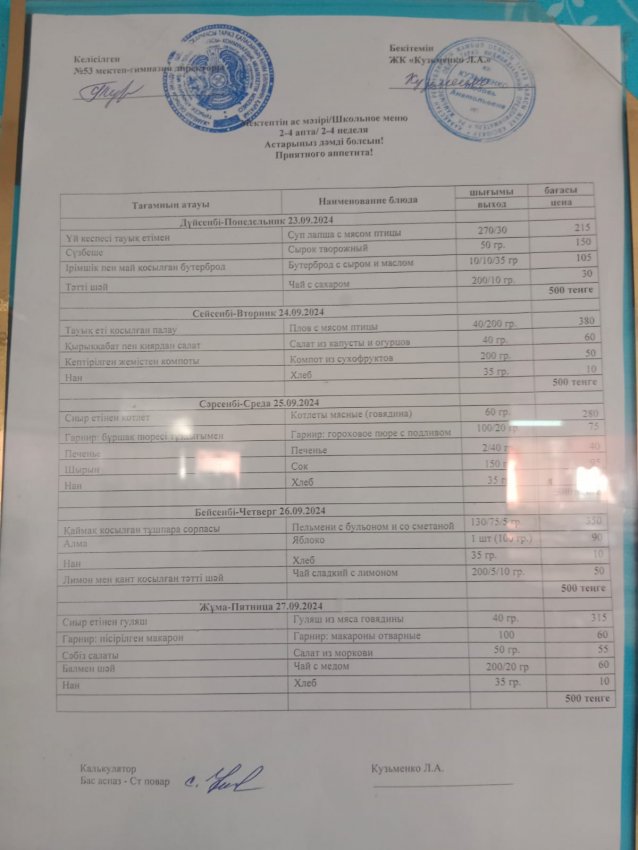 Келісілген
№53 мектеп-гимназия директоры
Бекітемін
ЖК «Кузьменко Л.А.»
Мектептің ас мәзірі/Школьное меню
2-4 апта/ 2-4 неделя
Астарыңыз дәмді болсын!
Приятного аппетита!
Тағамның атауы Наименование блюда шығымы выход бағасы цена
Дүйсенбі-Понедельник 23.09.2024
Үй кеспесі тауық етімен Суп лапша с мясом птицы 270/30 215
Сүзбеше Сырок творожный 50 гр. 150
Ірімшік пен май қосылған бутерброд Бутерброд с сыром и маслом 10/10/35 гр 105
Тәтті шәй Чай с сахаром 200/10 гр. 30
500 тенге
Сейсенбі-Вторник 24.09.2024
Тауық еті қосылған палау Плов с мясом птицы 40/200 гр. 380
Қырыққабат пен қиярдан салат Салат из капусты и огурцов 40 гр. 60
Кептірілген жемістен компоты Компот из сухофруктов 200 гр. 50
Нан Хлеб 35 гр. 10
500 тенге
Сәрсенбі-Среда 25.09.2024
Сиыр етінен котлет Котлеты мясные (говядина) 60 гр. 280
Гарнир: бұршақ пюресі тұздығымен Гарнир: гороховое пюре с подливом 100/20 гр. 75
Печенье Печенье 2/40 гр. 40
Шырын Сок 150 г 95
Нан Хлеб 35 г
500
Бейсенбі-Четверг 26.09.2024
Қаймақ қосылған тұшпара сорпасы Пельмени с бульоном и со сметаной 130/75/5 гр. 350
Алма Яблоко 1 шт (100 гр.) 90
Нан Хлеб 35 гр. 10
Лимон мен қант қосылған тәтті шәй Чай сладкий с лимоном 200/5/10 гр. 50
500 тенге
Жұма-Пятница 27.09.2024
Сиыр етінен гуляш Гуляш из мяса говядины 40 гр. 315
Гарнир: пісірілген макарон Гарнир: макароны отварные 100 60
Сәбіз салаты Салат из моркови 50 гр. 55
Балмен шәй Чай с медом 200/20 гр 60
Нан Хлеб 35 гр. 10
500 тенге
Калькулятор
Бас аспаз - Ст повар
Кузьменко Л.А.